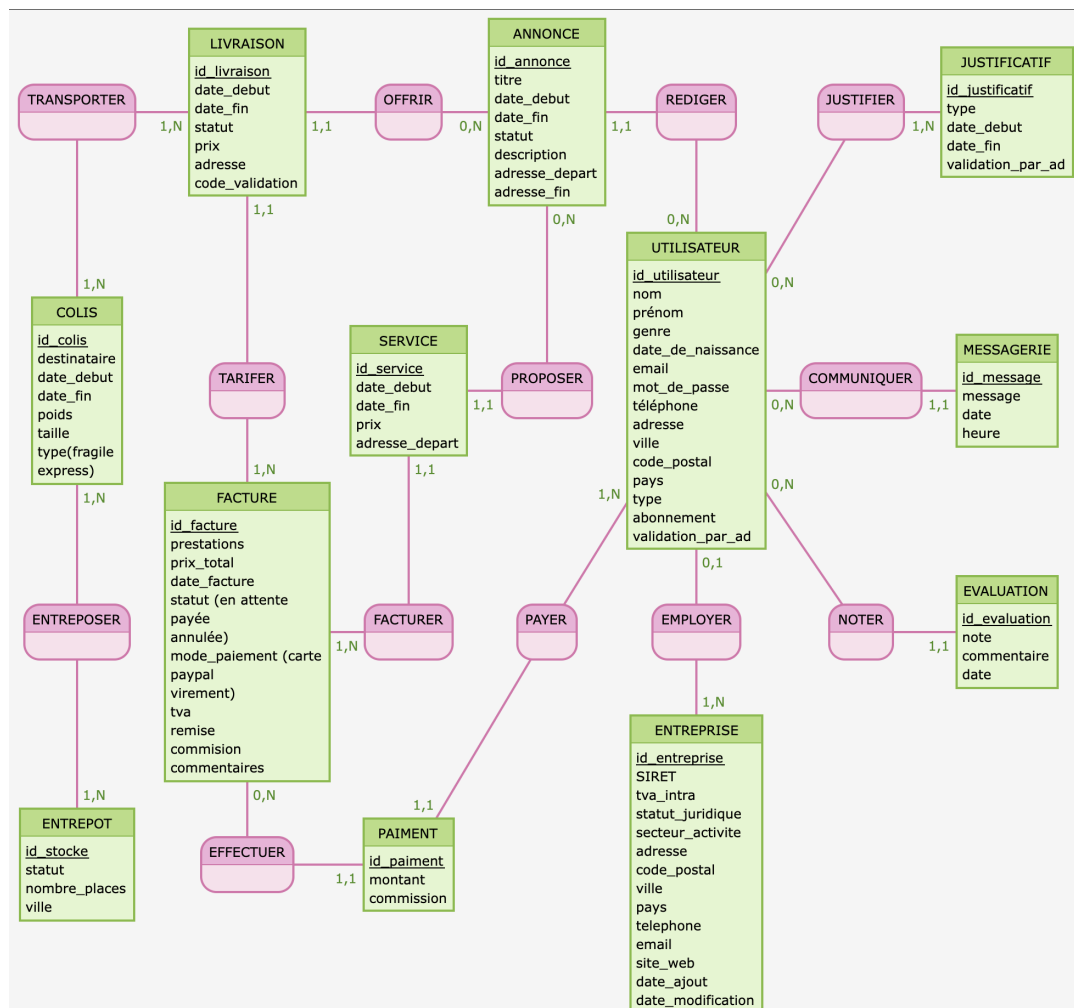 LIVRAISON
id_livraison
date_debut
date_fin
statut
prix
adresse
code_validation
TRANSPORTER
1,N
1,1
OFFRIR
0,N
ANNONCE
id_annonce
titre
date_debut
date_fin
statut
description
adresse_depart
adresse_fin
1,1
REDIGER
JUSTIFIER
1,N
JUSTIFICATIF
id_justificatif
type
date_debut
date_fin
validation_par_ad
1,1
0,N
0,N
0,N
1,N
COLIS
id_colis
destinataire
date_debut
date_fin
poids
taille
type(fragile
express)
1,N
TARIFER
1,N
SERVICE
id_service
date_debut
date_fin
prix
adresse_depart
1,1
1,1
PROPOSER
UTILISATEUR
id_utilisateur
nom
prénom
genre
date_de_naissance
email
mot_de_passe
téléphone
adresse
ville
code_postal
pays
type
abonnement
validation_par_ad
0,N
COMMUNIQUER
1,1
MESSAGERIE
id_message
message
date
heure
1,N
0,N
0,1
FACTURE
id_facture
prestations
prix_total
date_facture
statut (en attente
payée
annulée)
mode_paiement (carte
paypal
virement)
tva
remise
commision
commentaires
ENTREPOSER
1,N
FACTURER
PAYER
EMPLOYER
NOTER
1,1
EVALUATION
id_evaluation
note
commentaire
date
1,N
1,N
0,N
1,1
ENTREPOT
id_stocke
statut
nombre_places
ville
EFFECTUER
1,1
PAIMENT
id_paiment
montant
commission
ENTREPRISE
id_entreprise
SIRET
tva_intra
statut_juridique
secteur_activite
adresse
code_postal
ville
pays
telephone
email
site_web
date_ajout
date_modification